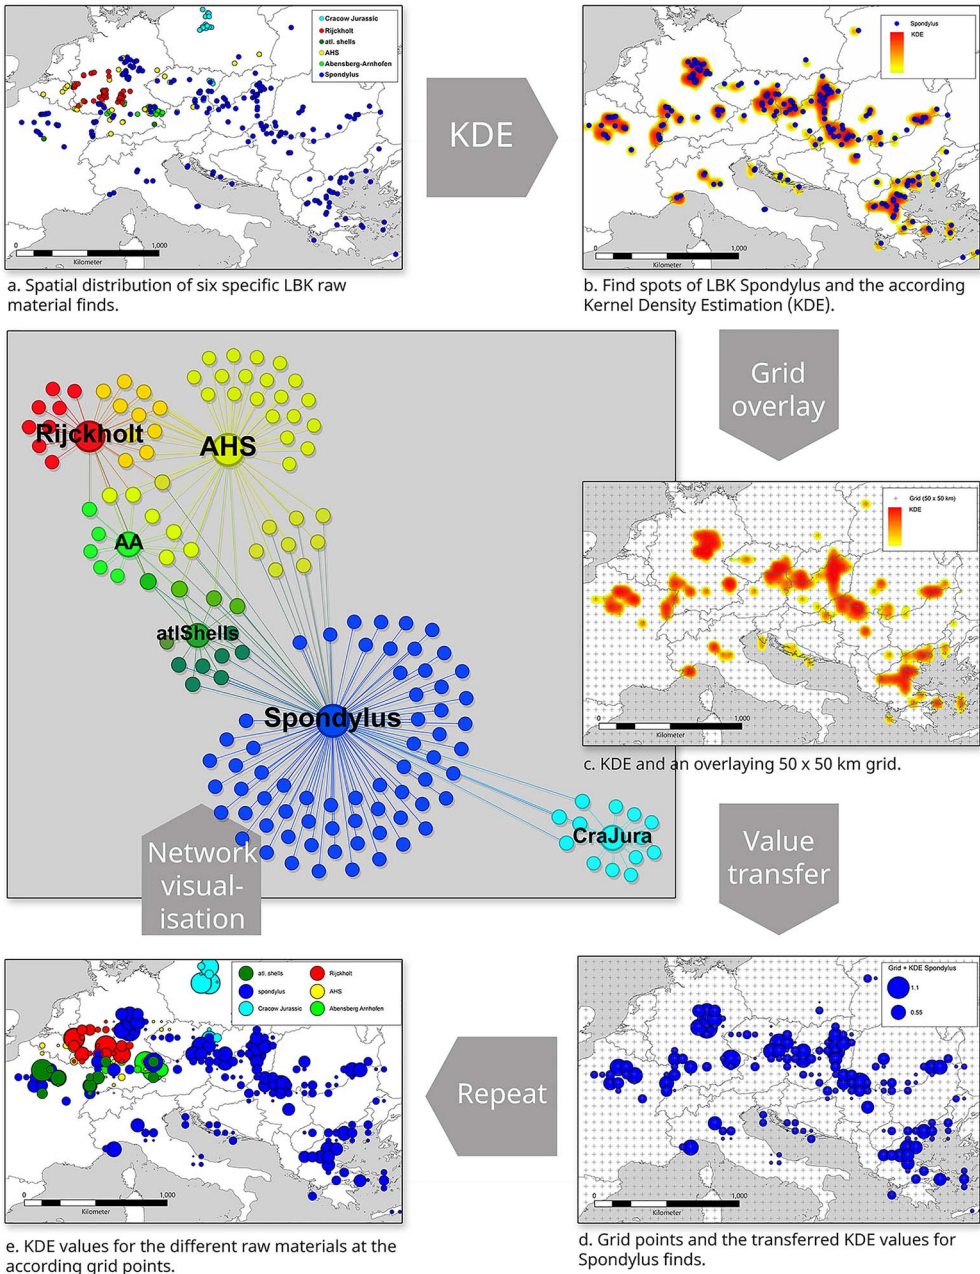 Cracow Jurassic
Rijckholt
atl. shells
AHS
Abensberg-Arnhofen
Spondylus
0
1,000
Kilometer
a. Spatial distribution of six specific LBK raw
material finds.
KDE
Spondylus
KDE
0
1,000
Kilometer
b. Find spots of LBK Spondylus and the according
Kernel Density Estimation (KDE).
Grid
overlay
Grid (50 x 50 km)
KDE
0
1,000
Kilometer
c. KDE and an overlaying 50 x 50 km grid.
Value
transfer
Grid + KDE Spondylus
1.1
0.55
0
1,000
Kilometer
d. Grid points and the transferred KDE values for
Spondylus finds.
Repeat
atl. shells
Rijckholt
spondylus
AHS
Cracow Jurassic
Abensberg Arrnhofen
0
1,000
Kilometer
e. KDE values for the different raw materials at the
according grid points.
Network
visual-
isation
Rijckholt
AHS
AA
atlShells
Spondylus
CraJura